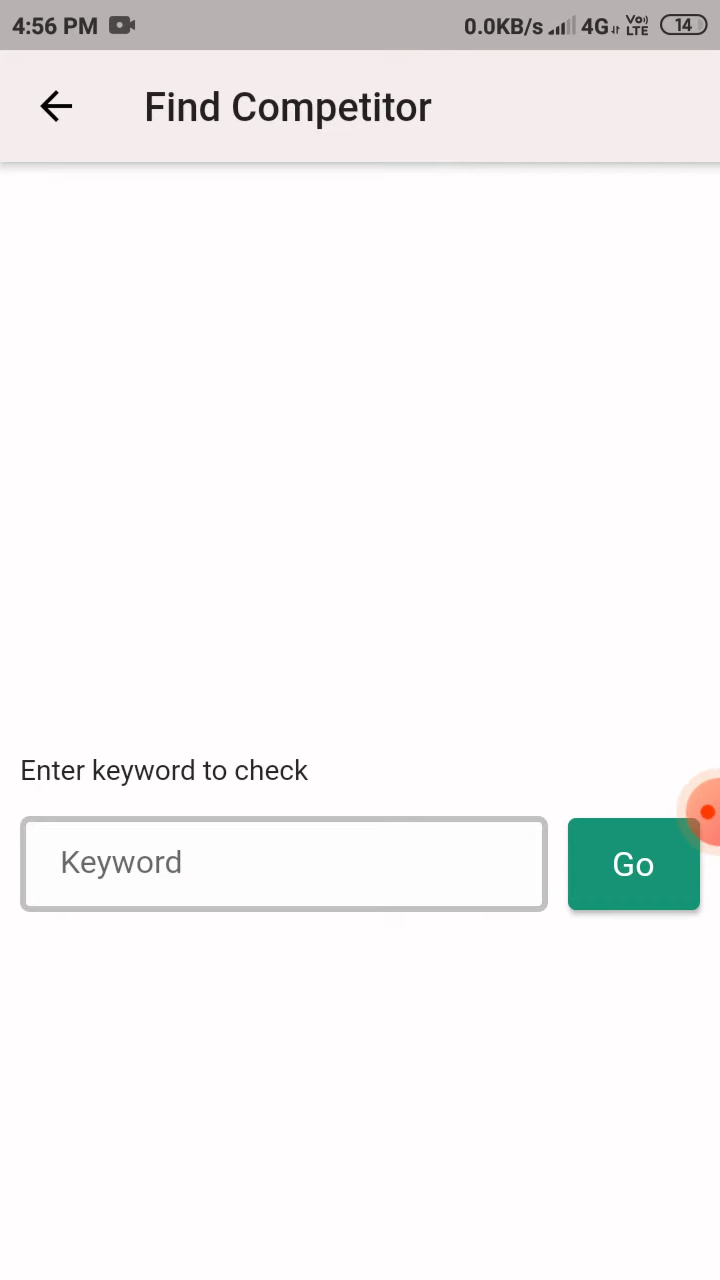 4:56 PM 0.0KB/s 4G Vo) LTE 14
Find Competitor
Enter keyword to check
Keyword Go